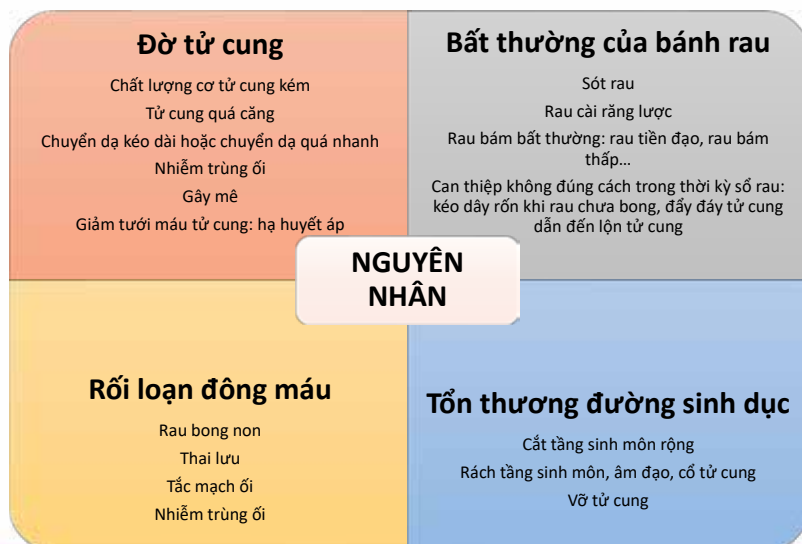 Đờ tử cung
Chất lượng cơ tử cung kém
Tử cung quá căng
Chuyển dạ kéo dài hoặc chuyển dạ quá nhanh
Nhiễm trùng ối
Gây mê
Giảm tưới máu tử cung: hạ huyết áp
Bất thường của bánh rau
Sót rau
Rau cài răng lược
Rau bám bất thường: rau tiền đạo, rau bám
thấp...
Can thiệp không đúng cách trong thời kỳ sổ rau:
kéo dây rốn khi rau chưa bong, đẩy đáy tử cung
dẫn đến lộn tử cung
NGUYÊN
NHÂN
Rối loạn đông máu
Rau bong non
Thai lưu
Tắc mạch ối
Nhiễm trùng ối
Tổn thương đường sinh dục
Cắt tầng sinh môn rộng
Rách tầng sinh môn, âm đạo, cổ tử cung
Vỡ tử cung